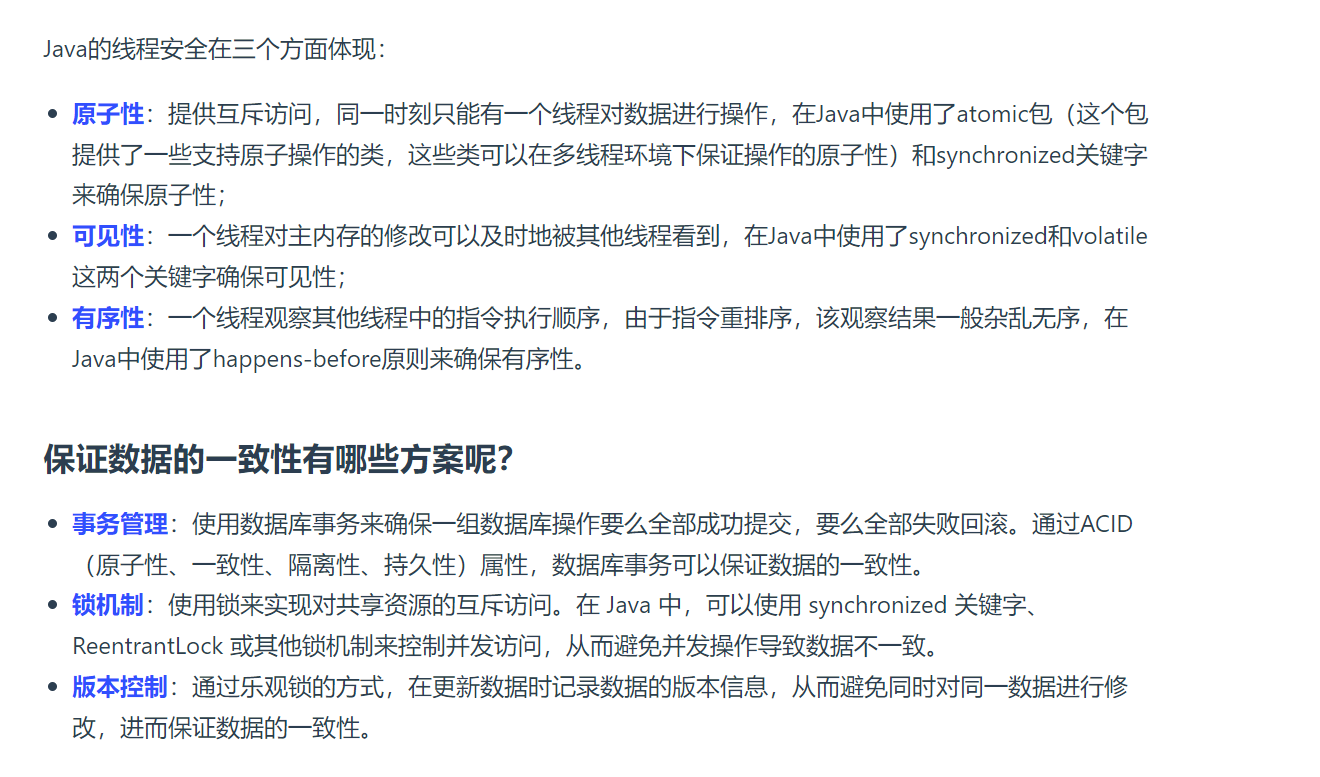 Java的线程安全在三个方面体现：
原子性：提供互斥访问，同一时刻只能有一个线程对数据进行操作，在Java中使用了atomic包（这个包
提供了一些支持原子操作的类，这些类可以在多线程环境下保证操作的原子性）和synchronized关键字
来确保原子性；
可见性：一个线程对主内存的修改可以及时地被其他线程看到，在Java中使用了synchronized和volatile
这两个关键字确保可见性；
有序性：一个线程观察其他线程中的指令执行顺序，由于指令重排序，该观察结果一般杂乱无序，在
Java中使用了happens-before原则来确保有序性。
保证数据的一致性有哪些方案呢？
事务管理：使用数据库事务来确保一组数据库操作要么全部成功提交，要么全部失败回滚。通过ACID
（原子性、一致性、隔离性、持久性）属性，数据库事务可以保证数据的一致性。
锁机制：使用锁来实现对共享资源的互斥访问。在 Java 中，可以使用 synchronized 关键字、
ReentrantLock 或其他锁机制来控制并发访问，从而避免并发操作导致数据不一致。
版本控制：通过乐观锁的方式，在更新数据时记录数据的版本信息，从而避免同时对同一数据进行修
改，进而保证数据的一致性。